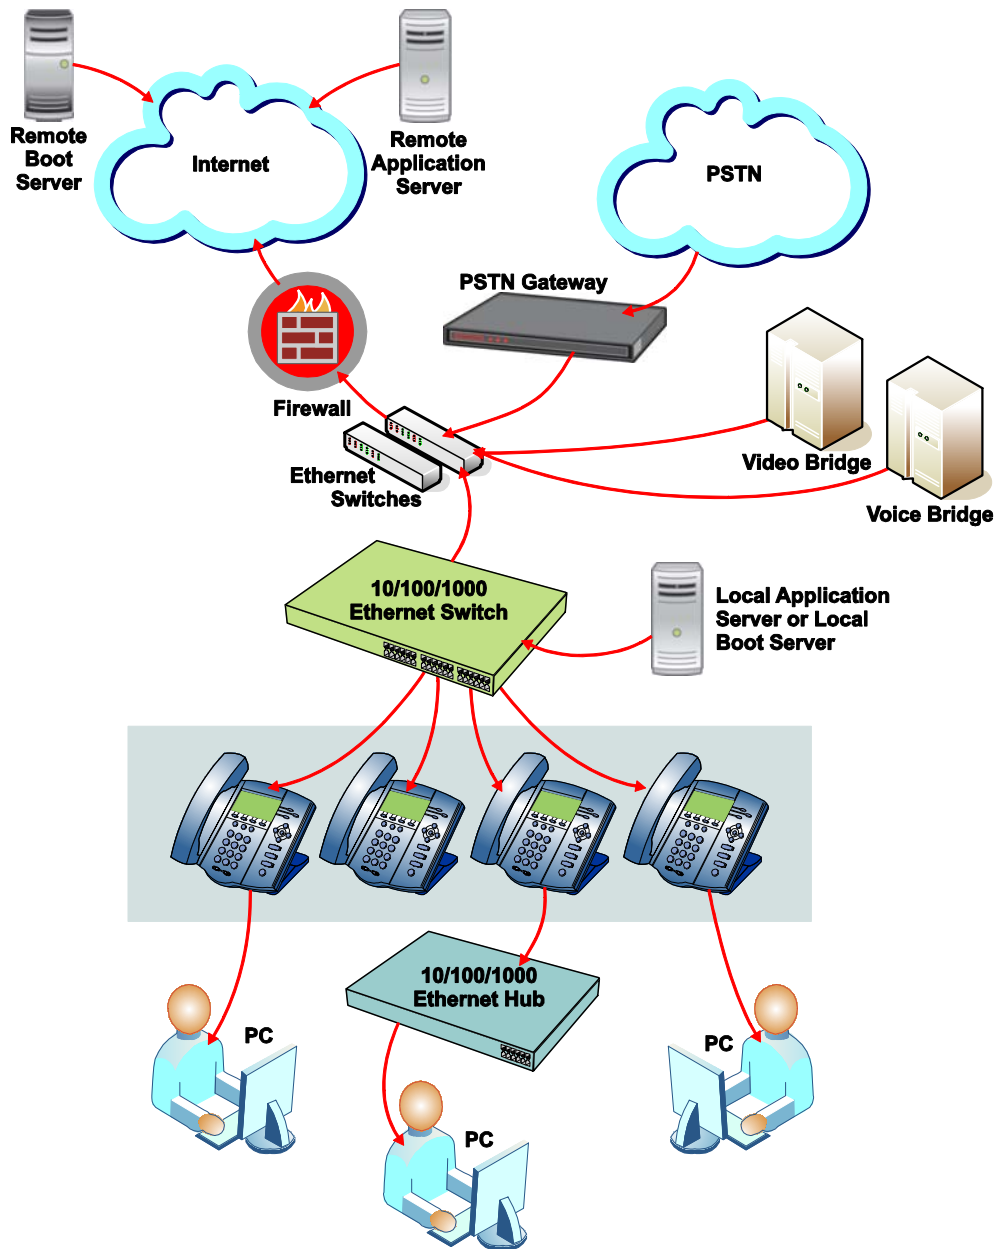 Remote
Boot
Server
Internet
Remote
Application
Server
PSTN
PSTN Gateway
Firewall
Ethernet
Switches
Video Bridge
Voice Bridge
10/100/1000
Ethernet Switch
Local Application
Server or Local
Boot Server
10/100/1000
Ethernet Hub
PC
PC
PC